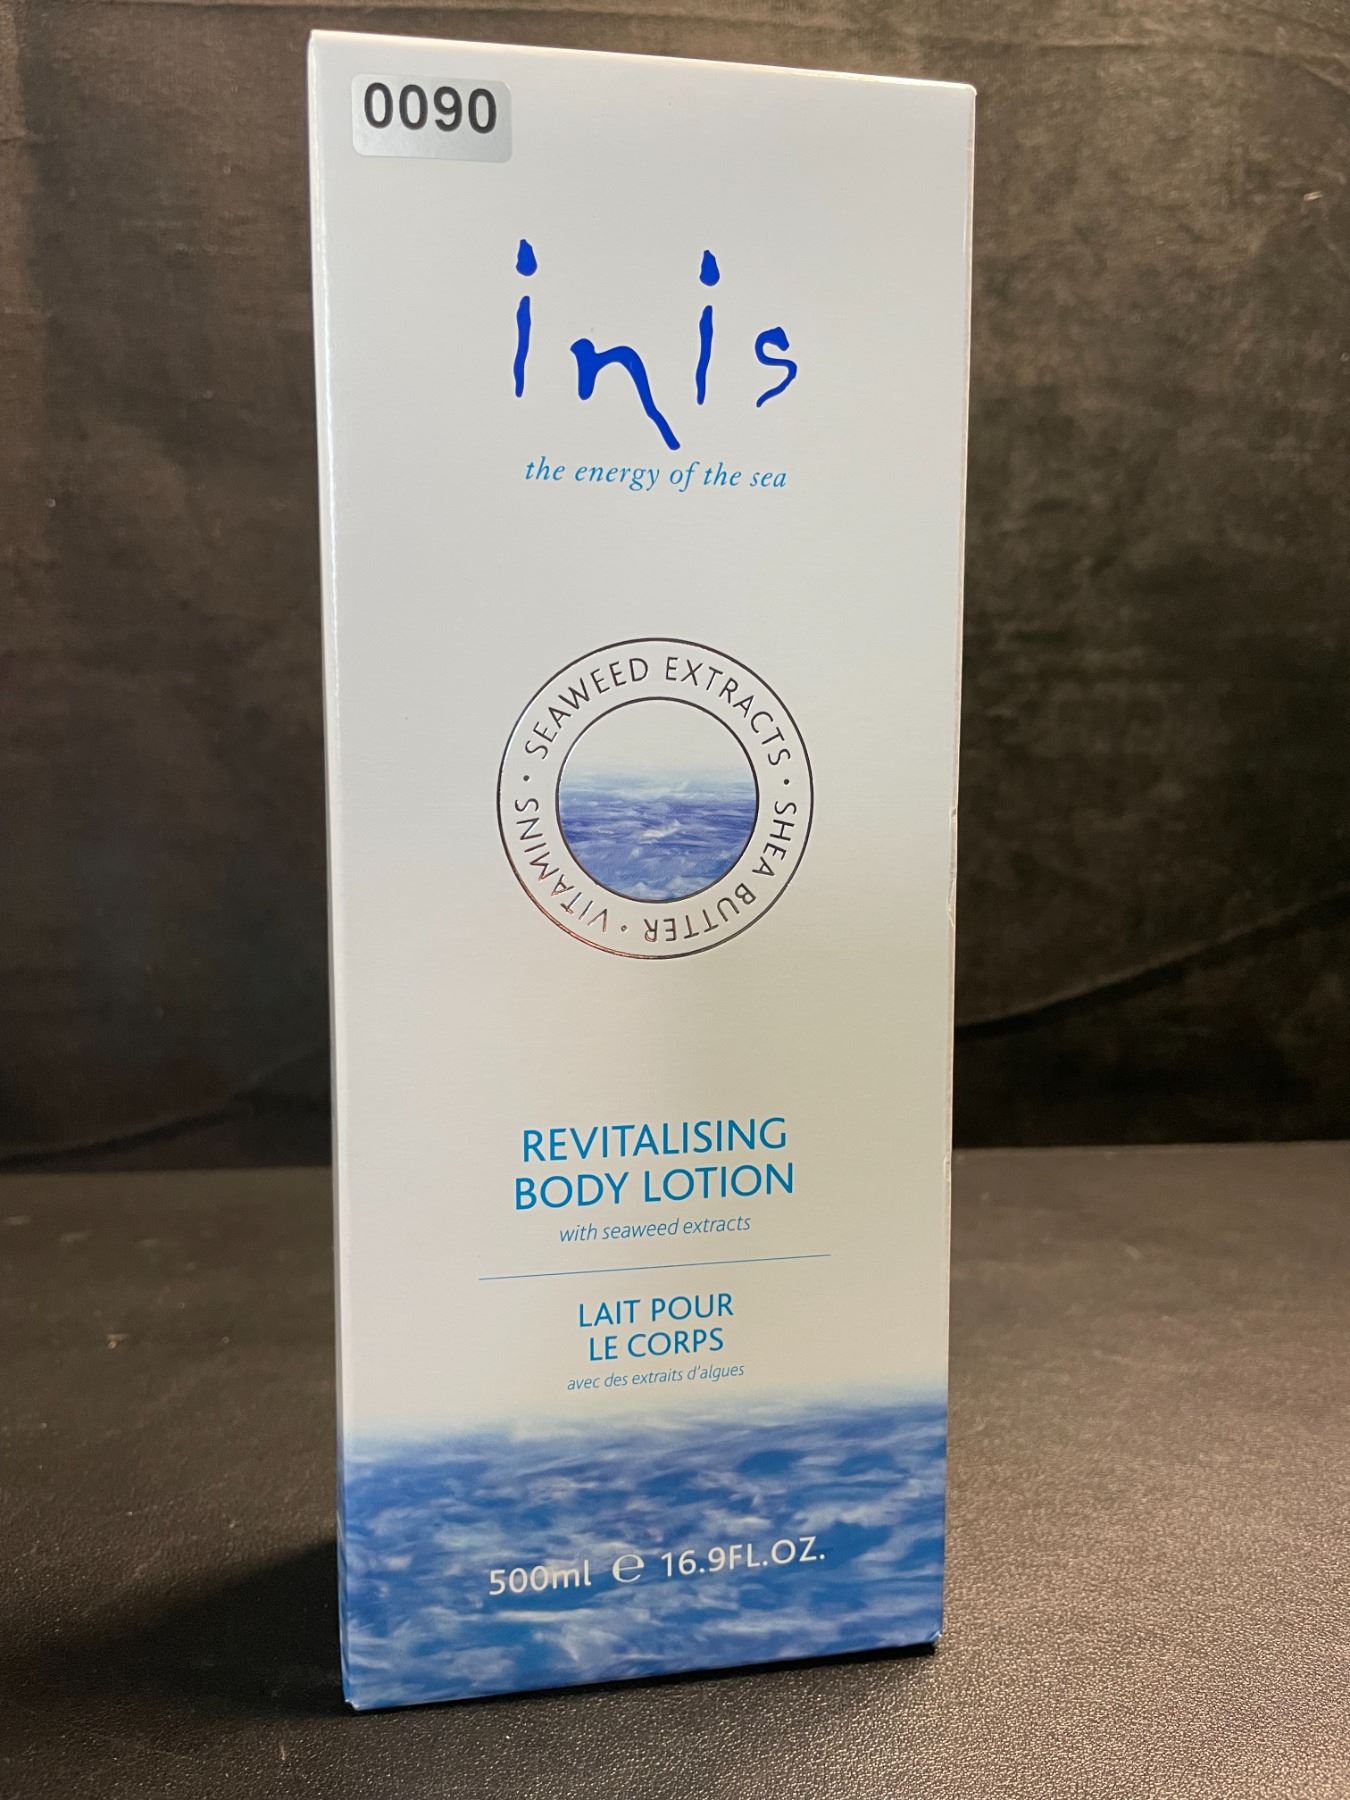 0090
inis
the energy of the sea
SEAWEED EXTRACTS · SHEA BUTTER · VITAMINS ·
REVITALISING
BODY LOTION
with seaweed extracts
LAIT POUR
LE CORPS
avec des extraits d'algues
500ml ℮ 16.9FL.OZ.